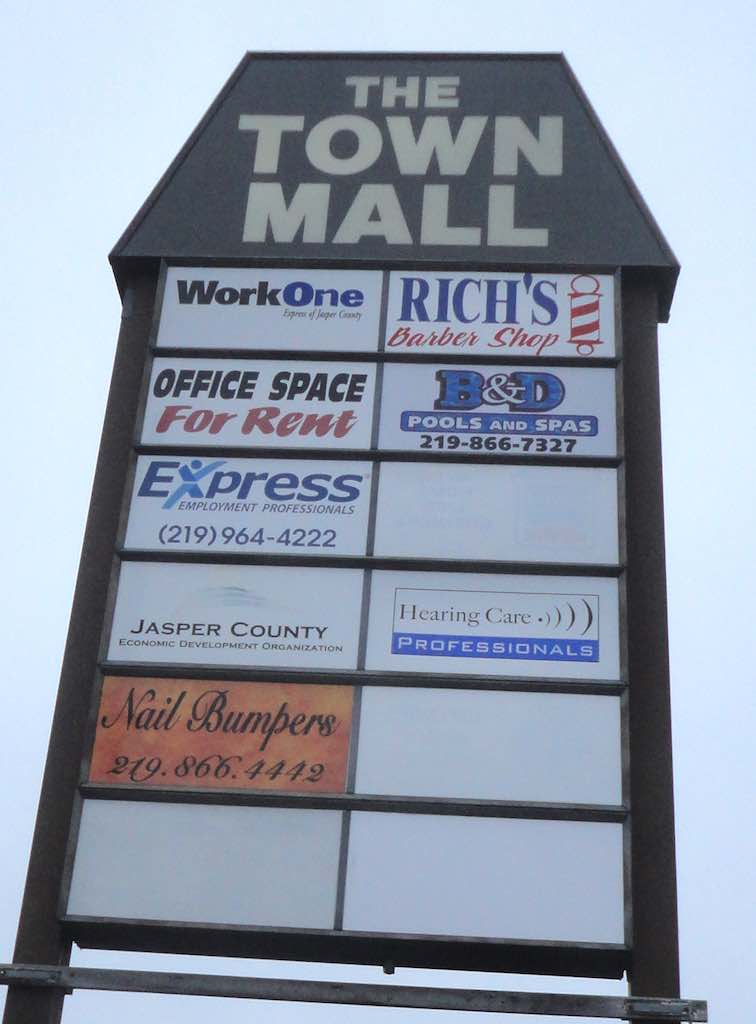 THE
TOWN
MALL
WorkOne
Express of Jasper County
RICH'S
Barber Shop
OFFICE SPACE
For Rent
B&D
POOLS AND SPAS
219-866-7327
Express
EMPLOYMENT PROFESSIONALS
(219) 964-4222
JASPER COUNTY
ECONOMIC DEVELOPMENT ORGANIZATION
Hearing Care
PROFESSIONALS
Nail Bumpers
219.866.4442